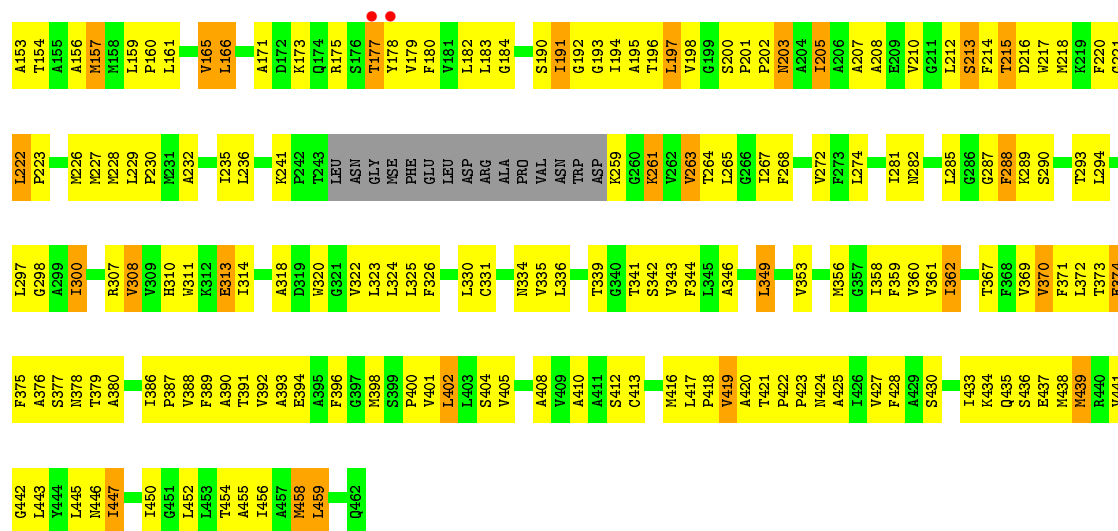 A153 T154 A155 A156 M157 M158 L159 P160 L161 V165 L166 A171 D172 K173 Q174 R175 S176 T177 Y178 V179 F180 V181 L182 L183 G184 S190 I191 G192 G193 I194 A195 T196 L197 V198 G199 S200 P201 P202 N203 A204 I205 A206 A207 A208 E209 V210 G211 L212 S213 F214 T215 D216 W217 M218 K219 F220 G221
L222 P223 M226 M227 M228 L229 P230 M231 A232 I235 L236 K241 P242 T243 LEU ASN GLY MSE PHE GLU LEU ASP ARG ALA PRO VAL ASN TRP ASP K259 G260 K261 V262 V263 T264 L265 G266 I267 F268 V272 F273 L274 I281 N282 L285 G286 G287 F288 K289 S290 T293 L294
L297 G298 A299 I300 R307 V308 V309 H310 W311 K312 E313 I314 A318 D319 W320 G321 V322 L323 L324 L325 F326 L330 C331 N334 V335 L336 T339 G340 T341 S342 V343 F344 L345 A346 L349 V353 M356 G357 I358 F359 V360 V361 I362 T367 F368 V369 V370 F371 L372 T373 E374
F375 A376 S377 N378 T379 A380 I386 P387 V388 F389 A390 T391 V392 A393 E394 A395 F396 G397 M398 S399 P400 V401 L402 L403 S404 V405 A408 V409 A410 A411 S412 C413 M416 L417 P418 V419 A420 T421 P422 P423 N424 A425 I426 V427 F428 A429 S430 I433 K434 Q435 S436 E437 M438 M439 R440 V441
G442 L443 Y444 L445 N446 I447 I450 G451 L452 L453 T454 A455 I456 A457 M458 L459 Q462